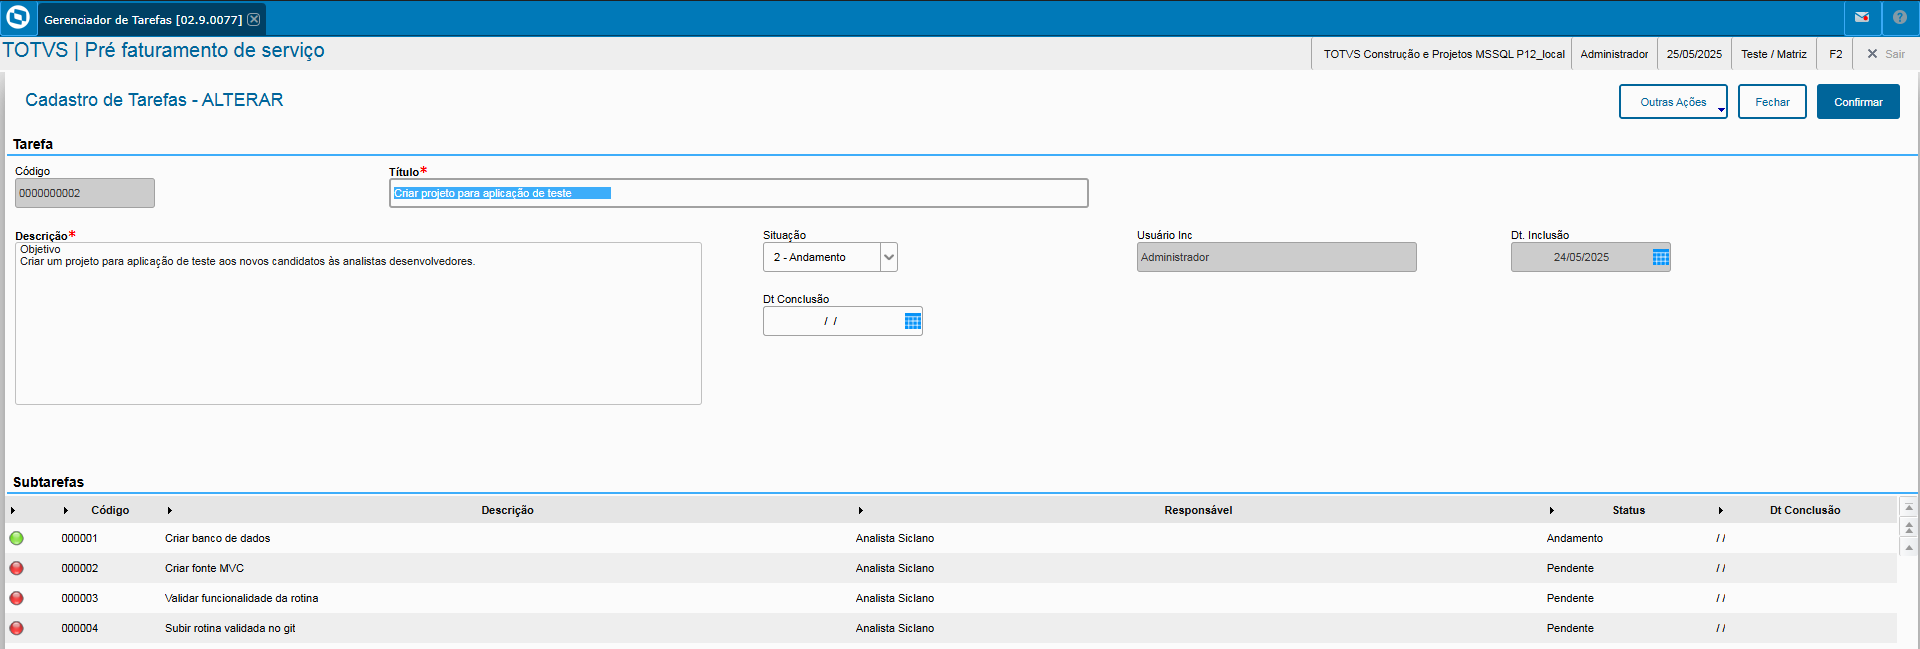 Gerenciador de Tarefas [02.9.0077]
TOTVS | Pré faturamento de serviço
TOTVS Construção e Projetos MSSQL P12_local
Administrador
25/05/2025
Teste / Matriz
F2
Sair
Cadastro de Tarefas - ALTERAR
Outras Ações
Fechar
Confirmar
Tarefa
Código
Título*
0000000002
Criar projeto para aplicação de teste
Descrição*
Situação
Usuário Inc
Dt. Inclusão
Objetivo
Criar um projeto para aplicação de teste aos novos candidatos às analistas desenvolvedores.
2 - Andamento
Administrador
24/05/2025
Dt Conclusão
/ /
Subtarefas
Código Descrição Responsável Status Dt Conclusão
000001 Criar banco de dados Analista Siclano Andamento / /
000002 Criar fonte MVC Analista Siclano Pendente / /
000003 Validar funcionalidade da rotina Analista Siclano Pendente / /
000004 Subir rotina validada no git Analista Siclano Pendente / /